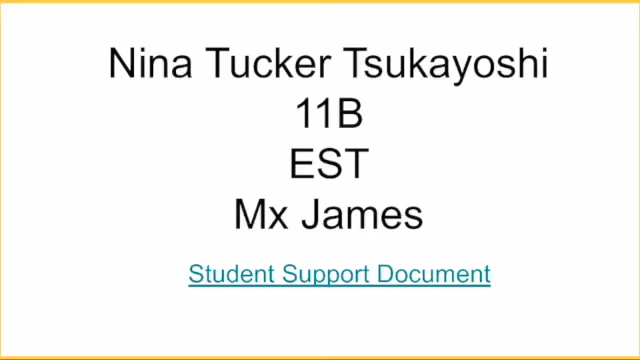 Nina Tucker Tsukayoshi
11B
EST
Mx James
Student Support Document